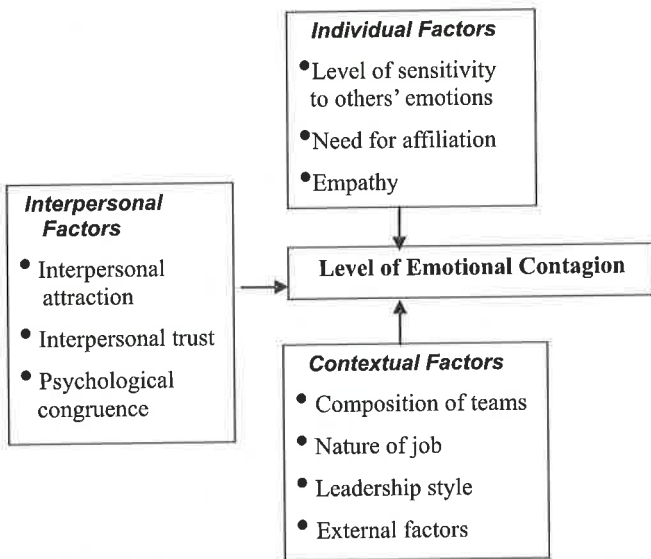 Individual Factors
•Level of sensitivity
to others’ emotions
•Need for affiliation
•Empathy
Interpersonal
Factors
• Interpersonal
attraction
• Interpersonal trust
• Psychological
congruence
Level of Emotional Contagion
Contextual Factors
• Composition of teams
• Nature of job
• Leadership style
• External factors